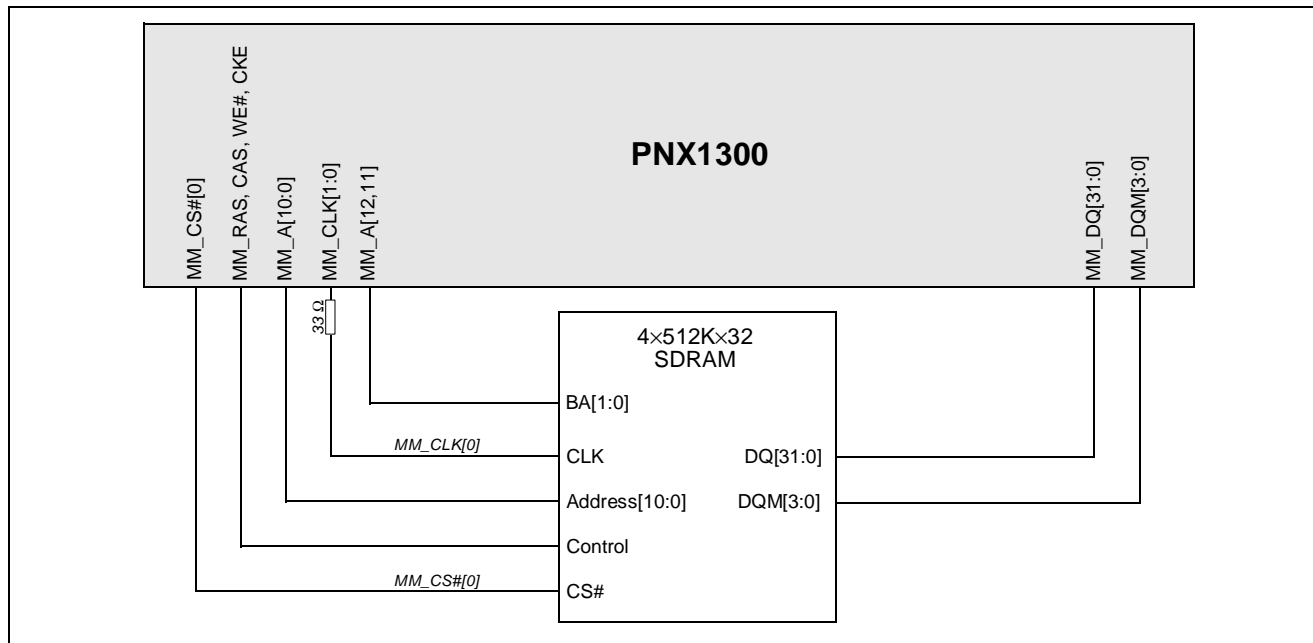 PNX1300
MM_CS#[0]
MM_RAS, CAS, WE#, CKE
MM_A[10:0]
MM_CLK[1:0]
MM_A[12,11]
MM_DQ[31:0]
MM_DQM[3:0]
33 Ω
4×512K×32
SDRAM
BA[1:0]
MM_CLK[0]
CLK
DQ[31:0]
Address[10:0]
DQM[3:0]
Control
MM_CS#[0]
CS#